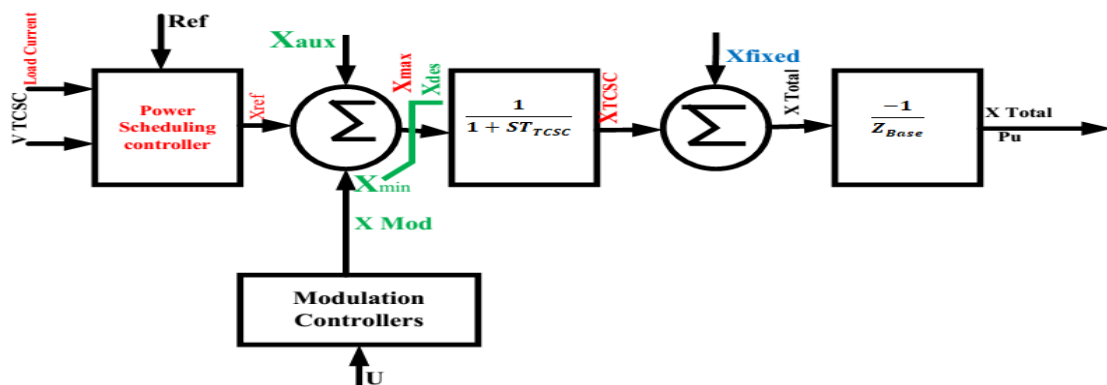 Ref
Load Current
V TCSC
Power
Scheduling
controller
Xref
Xaux
Σ
Xmax
Xdes
Xmin
X Mod
Modulation
Controllers
U
1
1 + ST_TCSC
XTCSC
Xfixed
Σ
X Total
-1
Z_Base
X Total
Pu